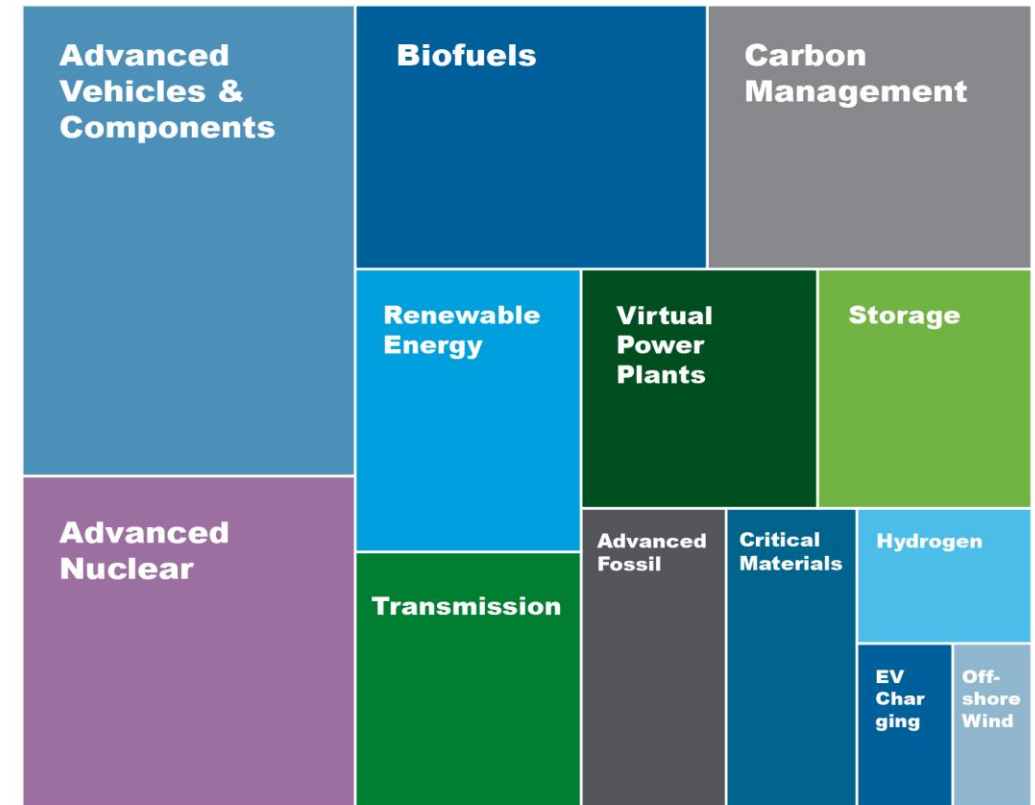 Advanced
Vehicles &
Components
Biofuels
Carbon
Management
Renewable
Energy
Virtual
Power
Plants
Storage
Advanced
Nuclear
Transmission
Advanced
Fossil
Critical
Materials
Hydrogen
EV
Char
ging
Off-
shore
Wind